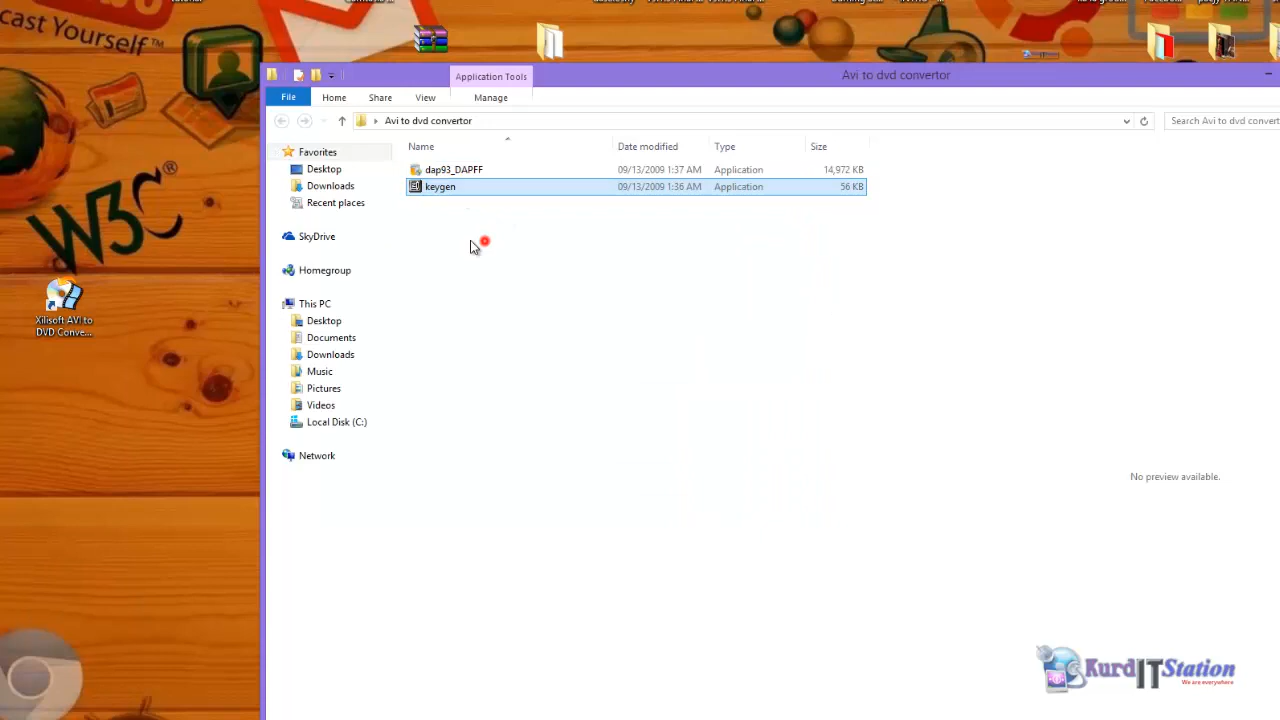 cast Yourself™
W3C
Application Tools
Avi to dvd convertor
File
Home
Share
View
Manage
Avi to dvd convertor
Search Avi to dvd convert
Name
Date modified
Type
Size
Favorites
Desktop
Downloads
Recent places
SkyDrive
Homegroup
This PC
Desktop
Documents
Downloads
Music
Pictures
Videos
Local Disk (C:)
Network
dap93_DAPFF
09/13/2009 1:37 AM
Application
14,972 KB
keygen
09/13/2009 1:36 AM
Application
56 KB
Xilisoft AVI to
DVD Conve...
No preview available.
KurdITStation
We are everywhere